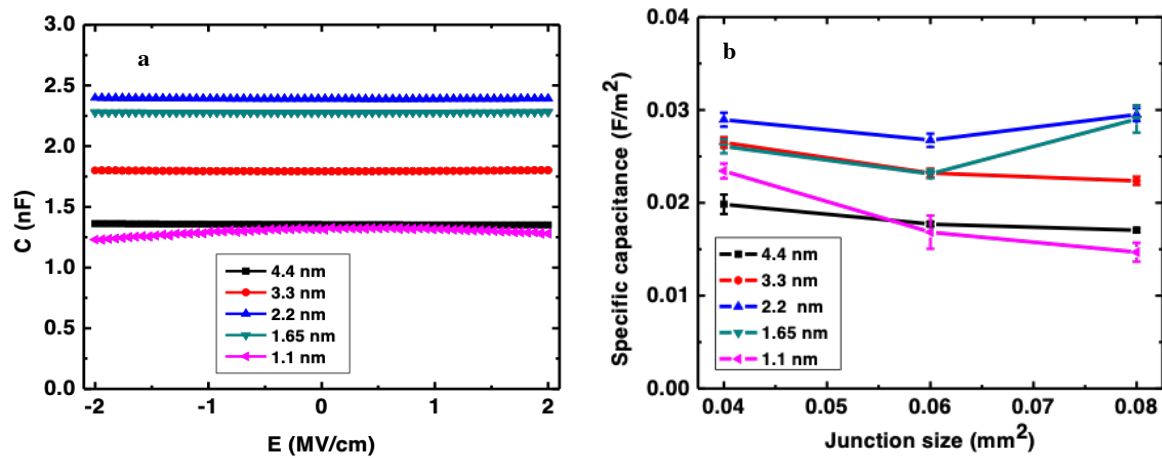 a
C (nF)
3.0
2.5
2.0
1.5
1.0
0.5
0.0
-2
-1
0
1
2
E (MV/cm)
4.4 nm
3.3 nm
2.2 nm
1.65 nm
1.1 nm
b
Specific capacitance (F/m²)
0.04
0.03
0.02
0.01
0.00
0.04
0.05
0.06
0.07
0.08
Junction size (mm²)
4.4 nm
3.3 nm
2.2 nm
1.65 nm
1.1 nm